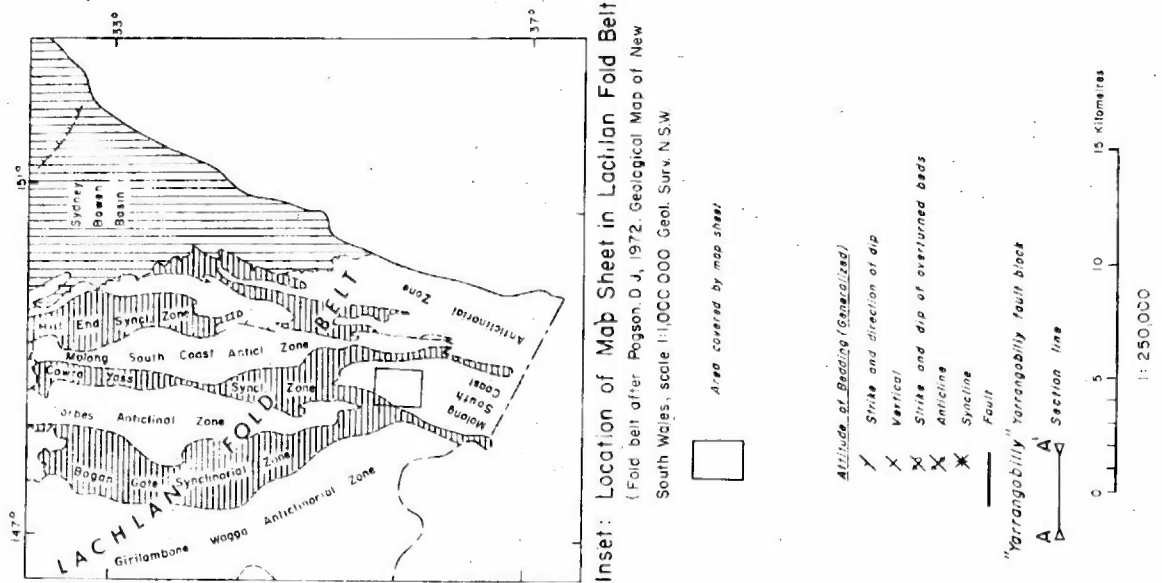 147°
151°
33°
37°
Sydney
Bowen
Basin
Hill End Syncl Zone
Molong South Coast Anticl Zone
Cowra Yass Syncl Zone
Forbes Anticlinal Zone
Bogan Gate Synclinorial Zone
Girilambone Wagga Anticlinorial Zone
LACHLAN FOLD BELT
Molong South Coast Anticlinorial Zone
Inset: Location of Map Sheet in Lachlan Fold Belt
(Fold belt after Pogson. D J, 1972. Geological Map of New
South Wales, scale 1:1,000 000 Geol. Surv. N.S.W.
Area covered by map sheet
Attitude of Bedding (Generalized)
Strike and direction of dip
Vertical
Strike and dip of overturned beds
Anticline
Syncline
Fault
"Yarrangobilly" Yarrangobilly fault block
A A' Section line
0 5 10 15 Kilometres
1: 250,000